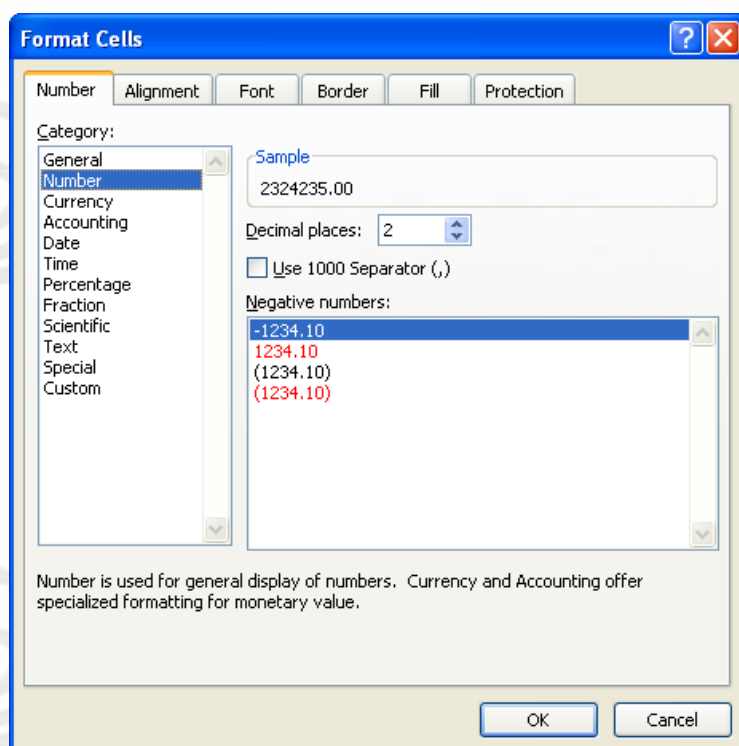 Format Cells
Number Alignment Font Border Fill Protection
Category:
General
Number
Currency
Accounting
Date
Time
Percentage
Fraction
Scientific
Text
Special
Custom
Sample
2324235.00
Decimal places: 2
Use 1000 Separator (,)
Negative numbers:
-1234.10
1234.10
(1234.10)
(1234.10)
Number is used for general display of numbers.  Currency and Accounting offer
specialized formatting for monetary value.
OK Cancel